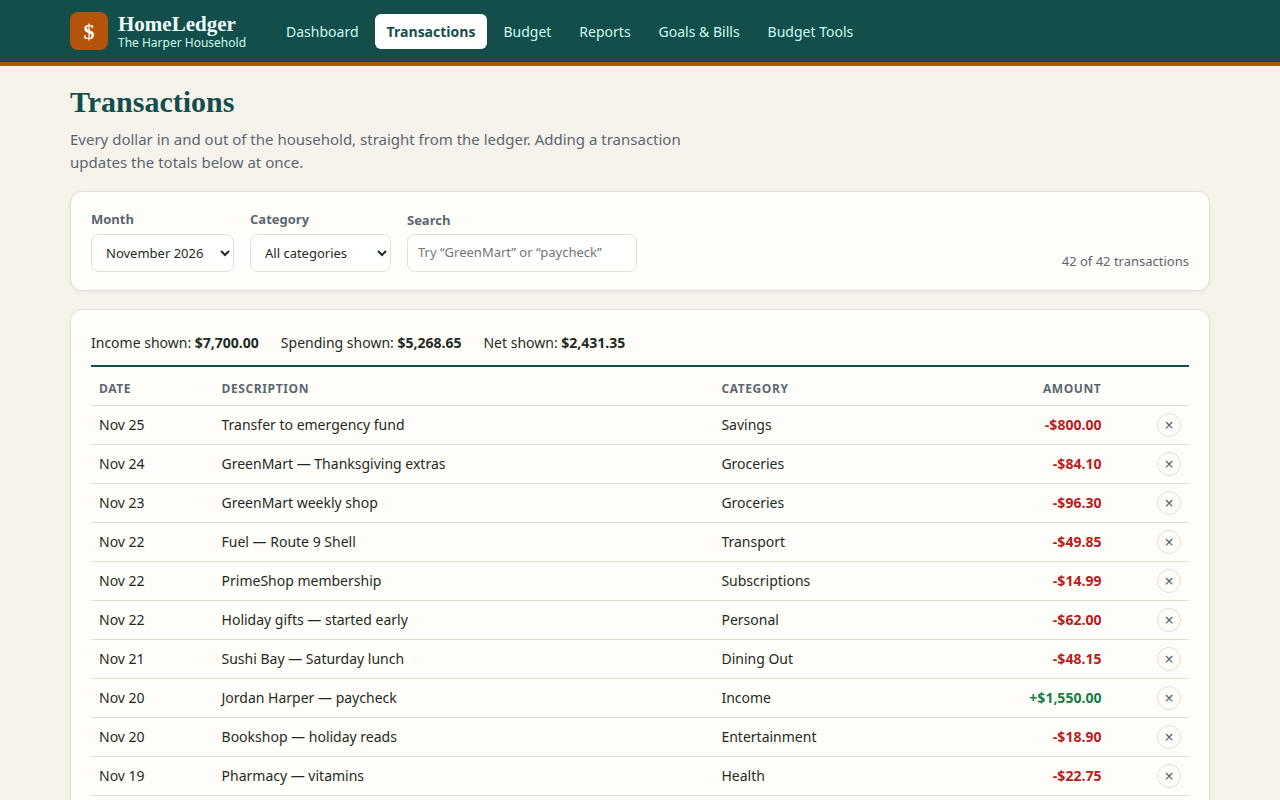 $
HomeLedger
The Harper Household
Dashboard Transactions Budget Reports Goals & Bills Budget Tools
Transactions
Every dollar in and out of the household, straight from the ledger. Adding a transaction
updates the totals below at once.
Month Category Search
November 2026 All categories Try “GreenMart” or “paycheck”
42 of 42 transactions
Income shown: $7,700.00 Spending shown: $5,268.65 Net shown: $2,431.35
DATE DESCRIPTION CATEGORY AMOUNT
Nov 25 Transfer to emergency fund Savings -$800.00 ×
Nov 24 GreenMart — Thanksgiving extras Groceries -$84.10 ×
Nov 23 GreenMart weekly shop Groceries -$96.30 ×
Nov 22 Fuel — Route 9 Shell Transport -$49.85 ×
Nov 22 PrimeShop membership Subscriptions -$14.99 ×
Nov 22 Holiday gifts — started early Personal -$62.00 ×
Nov 21 Sushi Bay — Saturday lunch Dining Out -$48.15 ×
Nov 20 Jordan Harper — paycheck Income +$1,550.00 ×
Nov 20 Bookshop — holiday reads Entertainment -$18.90 ×
Nov 19 Pharmacy — vitamins Health -$22.75 ×